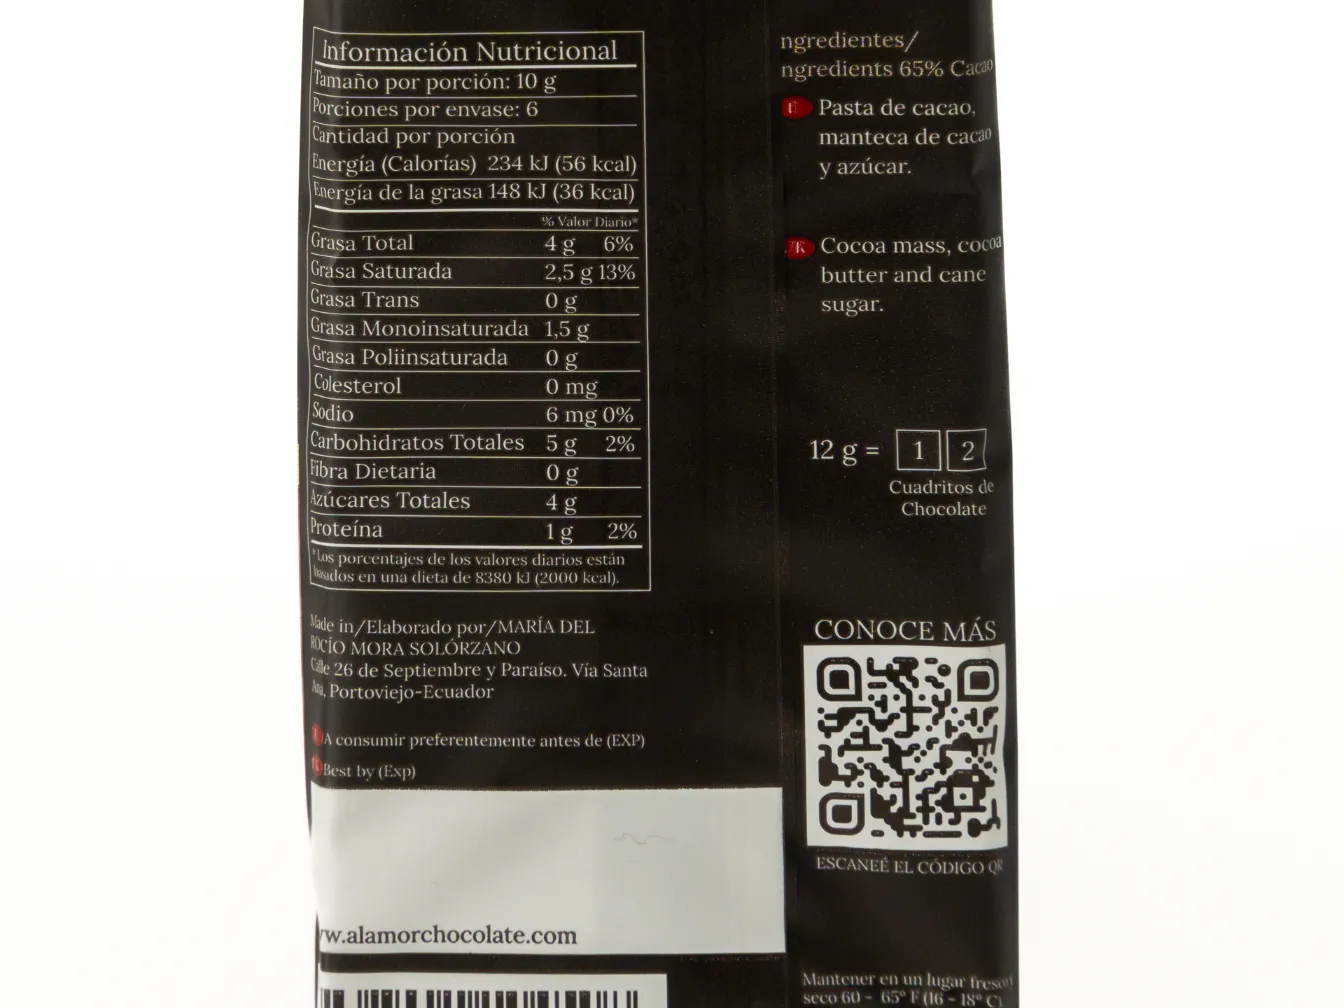 Información Nutricional
Tamaño por porción: 10 g
Porciones por envase: 6
Cantidad por porción
Energía (Calorías) 234 kJ (56 kcal)
Energía de la grasa 148 kJ (36 kcal)
% Valor Diario*
Grasa Total 4 g 6%
Grasa Saturada 2,5 g 13%
Grasa Trans 0 g
Grasa Monoinsaturada 1,5 g
Grasa Poliinsaturada 0 g
Colesterol 0 mg
Sodio 6 mg 0%
Carbohidratos Totales 5 g 2%
Fibra Dietaria 0 g
Azúcares Totales 4 g
Proteína 1 g 2%
*Los porcentajes de los valores diarios están
basados en una dieta de 8380 kJ (2000 kcal).
Made in/Elaborado por/MARÍA DEL
ROCÍO MORA SOLÓRZANO
Calle 26 de Septiembre y Paraíso. Vía Santa
Ana, Portoviejo-Ecuador
A consumir preferentemente antes de (EXP)
Best by (Exp)
w.alamorchocolate.com
ngredientes/
ngredients 65% Cacao
Pasta de cacao,
manteca de cacao
y azúcar.
Cocoa mass, cocoa
butter and cane
sugar.
12 g = 1 2
Cuadritos de
Chocolate
CONOCE MÁS
ESCANEÉ EL CÓDIGO QR
Mantener en un lugar fresco
seco 60 - 65° F (16 - 18° C)